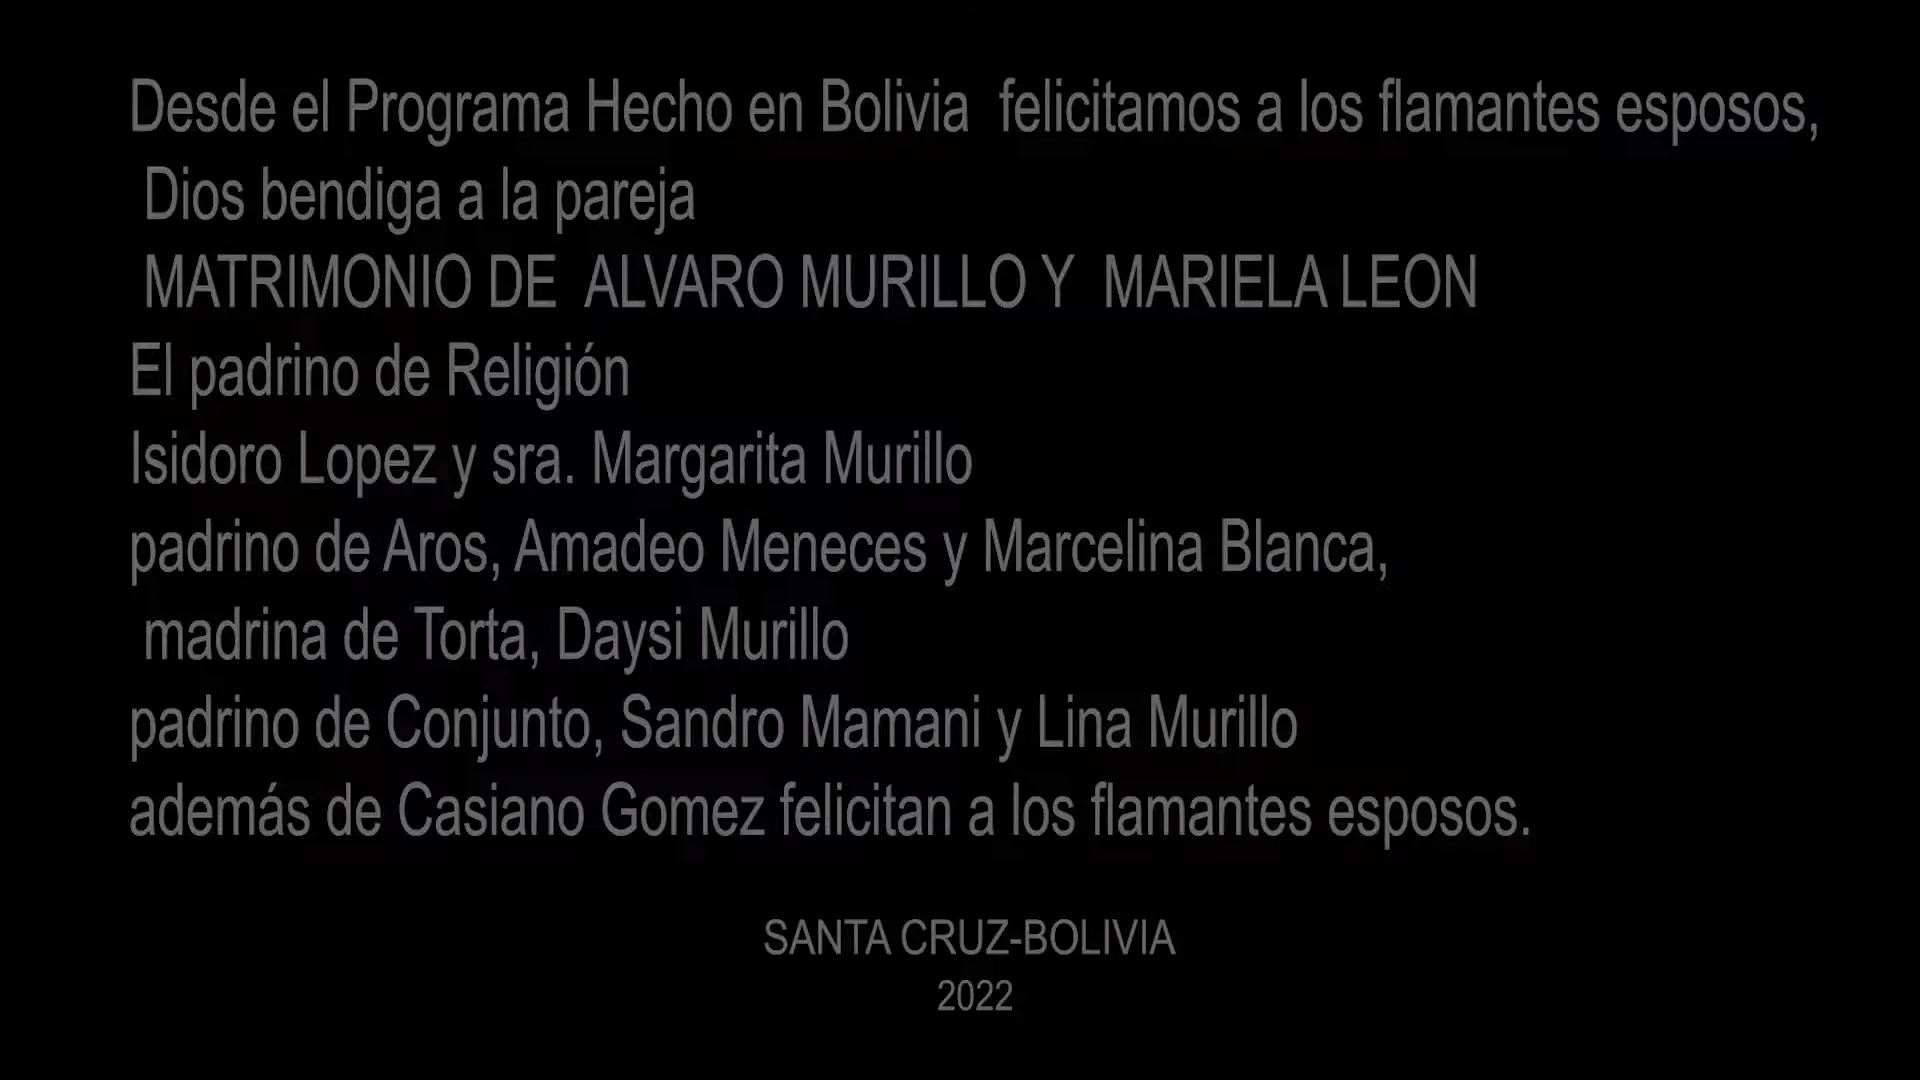 Desde el Programa Hecho en Bolivia  felicitamos a los flamantes esposos,
Dios bendiga a la pareja
MATRIMONIO DE  ALVARO MURILLO Y  MARIELA LEON
El padrino de Religión
Isidoro Lopez y sra. Margarita Murillo
padrino de Aros, Amadeo Meneces y Marcelina Blanca,
madrina de Torta, Daysi Murillo
padrino de Conjunto, Sandro Mamani y Lina Murillo
además de Casiano Gomez felicitan a los flamantes esposos.
SANTA CRUZ-BOLIVIA
2022